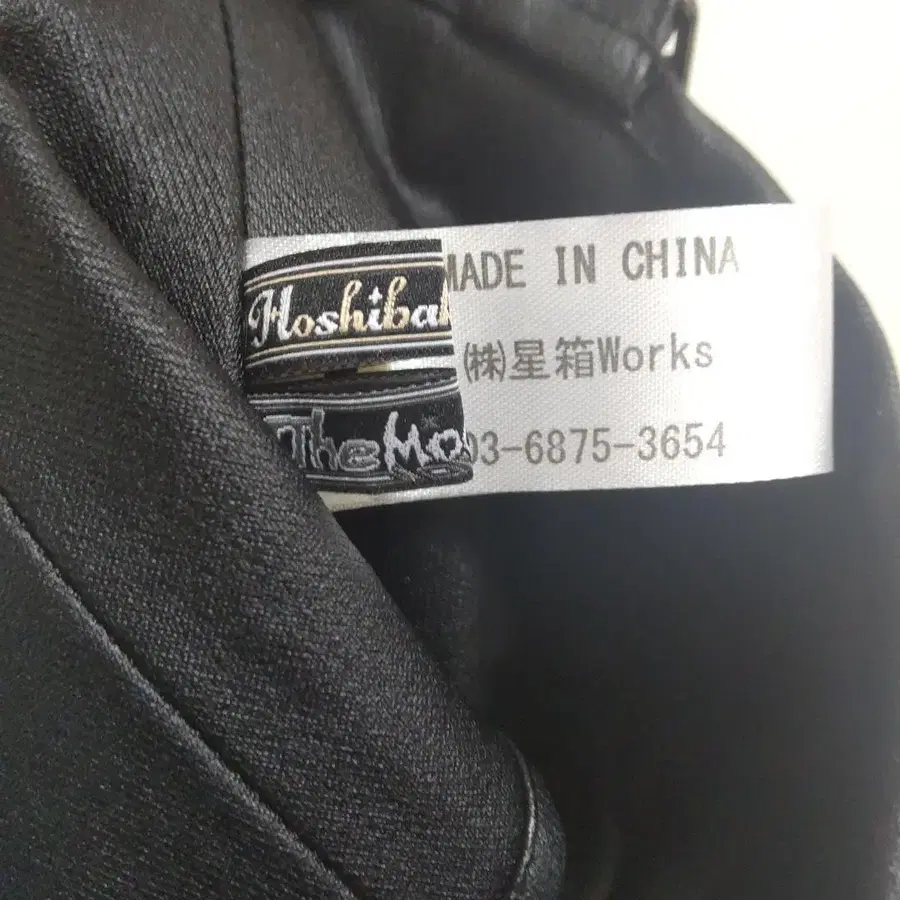 MADE IN CHINA
Hoshibak
㈱星箱Works
The Mo
03-6875-3654